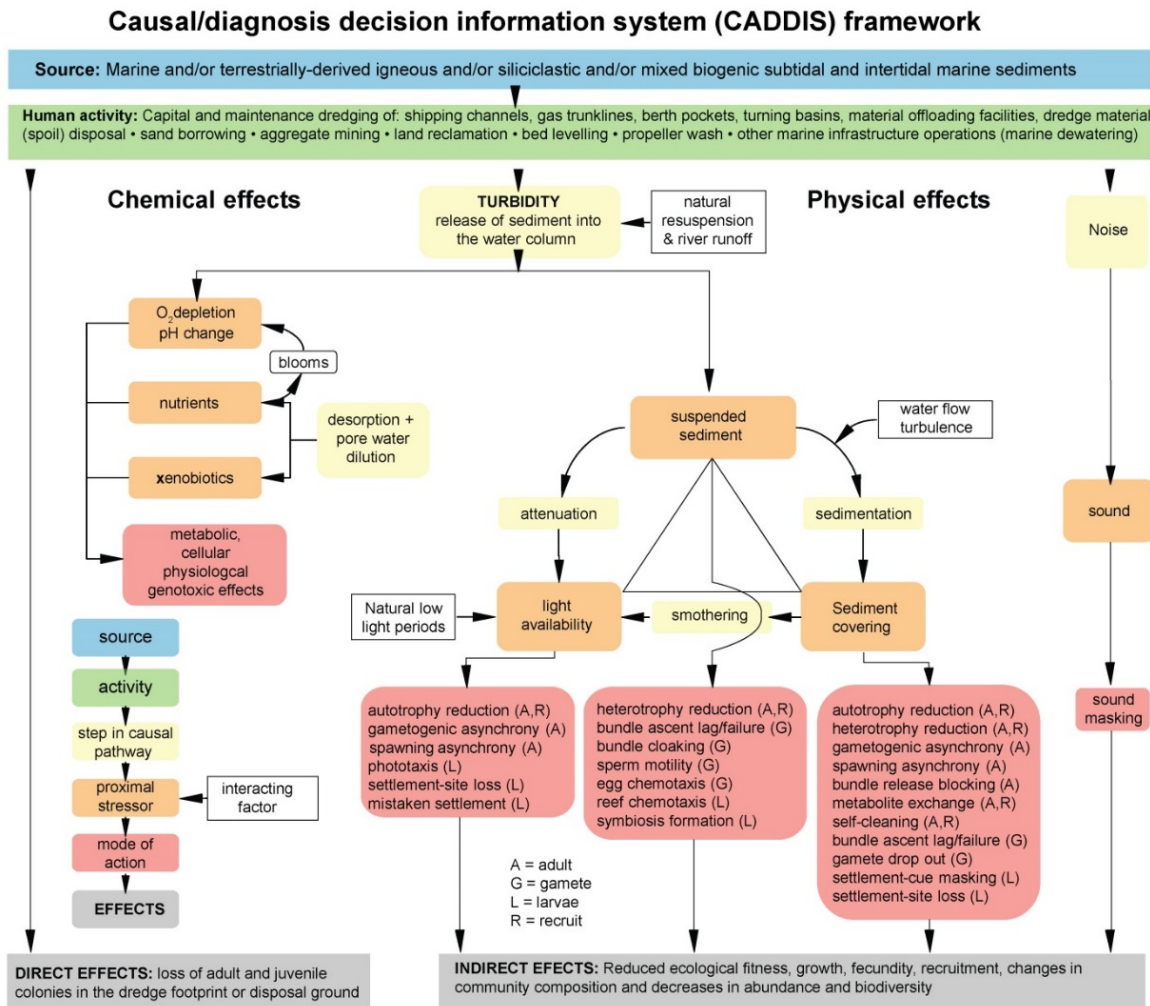 Causal/diagnosis decision information system (CADDIS) framework
Source: Marine and/or terrestrially-derived igneous and/or siliciclastic and/or mixed biogenic subtidal and intertidal marine sediments
Human activity: Capital and maintenance dredging of: shipping channels, gas trunklines, berth pockets, turning basins, material offloading facilities, dredge material
(spoil) disposal • sand borrowing • aggregate mining • land reclamation • bed levelling • propeller wash • other marine infrastructure operations (marine dewatering)
Chemical effects
TURBIDITY
release of sediment into
the water column
natural
resuspension
& river runoff
Physical effects
Noise
O2depletion
pH change
blooms
nutrients
desorption +
pore water
dilution
xenobiotics
metabolic,
cellular
physiologcal
genotoxic effects
suspended
sediment
water flow
turbulence
attenuation
sedimentation
sound
Natural low
light periods
light
availability
smothering
Sediment
covering
source
activity
step in causal
pathway
proximal
stressor
interacting
factor
mode of
action
EFFECTS
autotrophy reduction (A,R)
gametogenic asynchrony (A)
spawning asynchrony (A)
phototaxis (L)
settlement-site loss (L)
mistaken settlement (L)
heterotrophy reduction (A,R)
bundle ascent lag/failure (G)
bundle cloaking (G)
sperm motility (G)
egg chemotaxis (G)
reef chemotaxis (L)
symbiosis formation (L)
autotrophy reduction (A,R)
heterotrophy reduction (A,R)
gametogenic asynchrony (A)
spawning asynchrony (A)
bundle release blocking (A)
metabolite exchange (A,R)
self-cleaning (A,R)
bundle ascent lag/failure (G)
gamete drop out (G)
settlement-cue masking (L)
settlement-site loss (L)
sound
masking
A = adult
G = gamete
L = larvae
R = recruit
DIRECT EFFECTS: loss of adult and juvenile
colonies in the dredge footprint or disposal ground
INDIRECT EFECTS: Reduced ecological fitness, growth, fecundity, recruitment, changes in
community composition and decreases in abundance and biodiversity